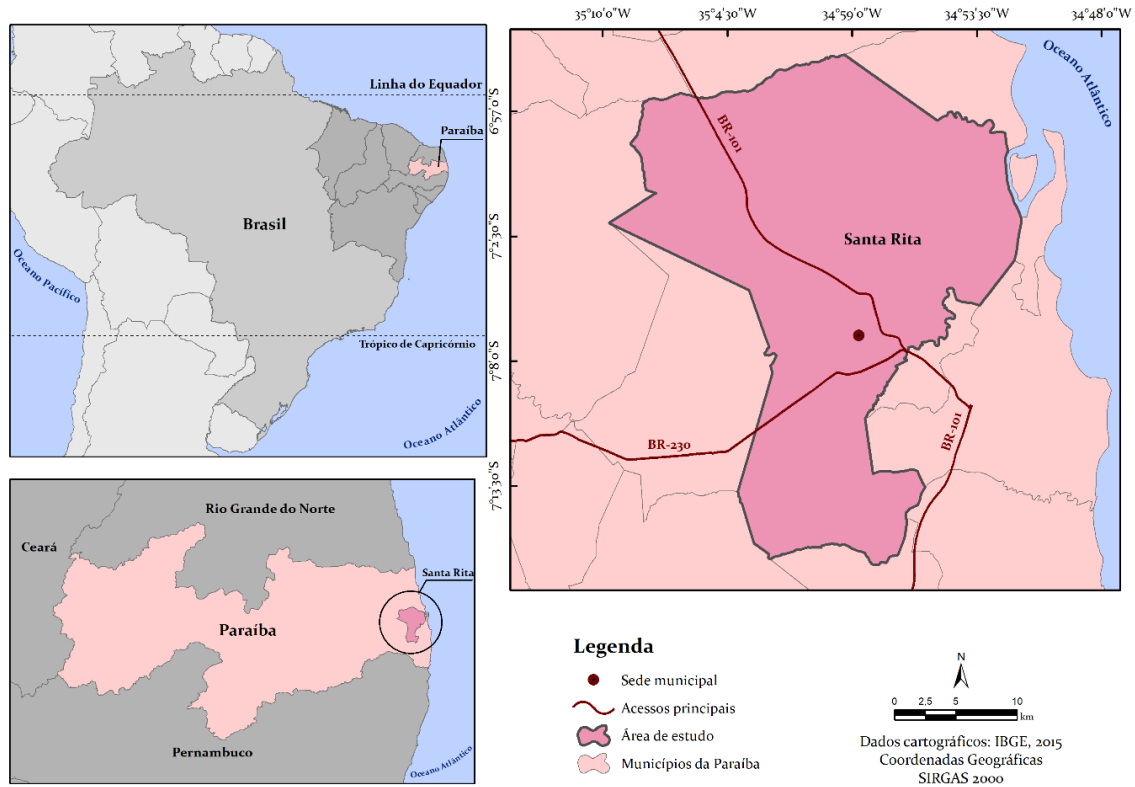 Linha do Equador
Paraíba
Brasil
Oceano Pacífico
Trópico de Capricórnio
Oceano Atlântico
35°10'0"W
35°4'30"W
34°59'0"W
34°53'30"W
34°48'0"W
6°57'0"S
7°2'30"S
7°8'0"S
7°13'30"S
Oceano Atlântico
BR-101
Santa Rita
BR-230
BR-101
Rio Grande do Norte
Ceará
Santa Rita
Paraíba
Pernambuco
Oceano Atlântico
Legenda
Sede municipal
Acessos principais
Área de estudo
Municípios da Paraíba
N
0 2,5 5 10
km
Dados cartográficos: IBGE, 2015
Coordenadas Geográficas
SIRGAS 2000